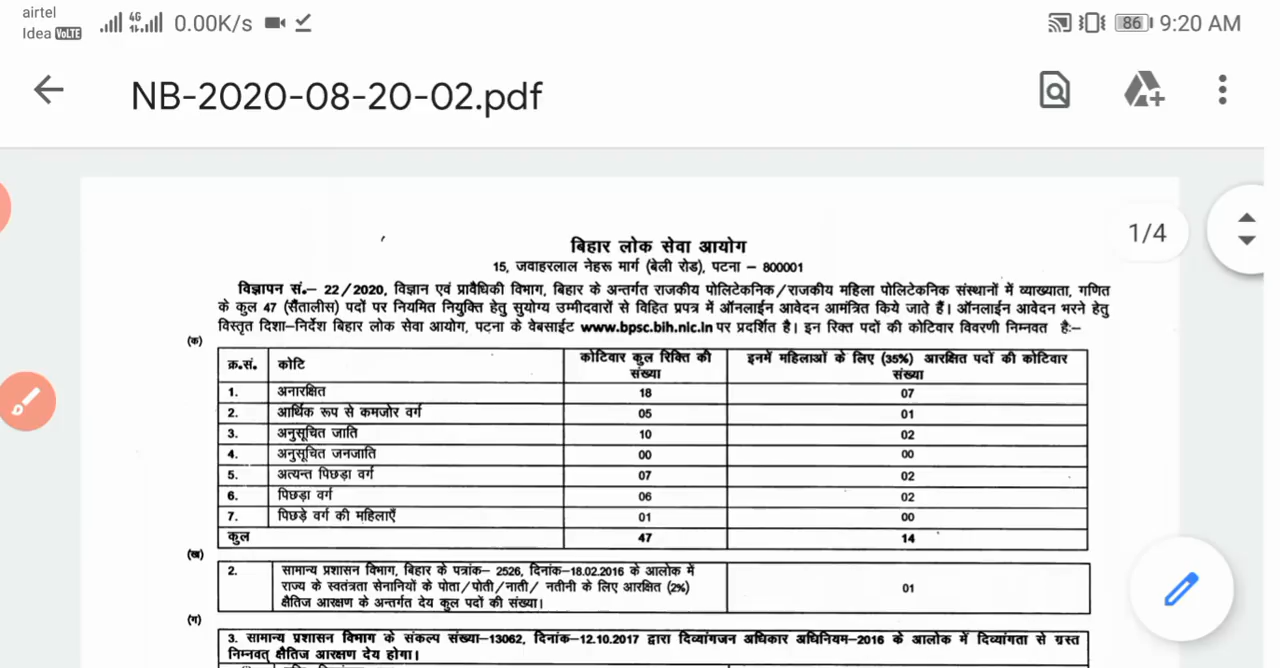 airtel
Idea VoLTE 4G 0.00K/s 86 9:20 AM
NB-2020-08-20-02.pdf
1/4
बिहार लोक सेवा आयोग
15, जवाहरलाल नेहरू मार्ग (बेली रोड), पटना – 800001
विज्ञापन सं.– 22/2020, विज्ञान एवं प्रावैधिकी विभाग, बिहार के अन्तर्गत राजकीय पोलिटेकनिक/राजकीय महिला पोलिटेकनिक संस्थानों में व्याख्याता, गणित
के कुल 47 (सैंतालीस) पदों पर नियमित नियुक्ति हेतु सुयोग्य उम्मीदवारों से विहित प्रपत्र में ऑनलाईन आवेदन आमंत्रित किये जाते हैं। ऑनलाईन आवेदन भरने हेतु
विस्तृत दिशा–निर्देश बिहार लोक सेवा आयोग, पटना के वेबसाईट www.bpsc.bih.nic.in पर प्रदर्शित है। इन रिक्त पदों की कोटिवार विवरणी निम्नवत है:–
(क)
क्र.सं. कोटि कोटिवार कुल रिक्ति की संख्या इनमें महिलाओं के लिए (35%) आरक्षित पदों की कोटिवार संख्या
1. अनारक्षित 18 07
2. आर्थिक रूप से कमजोर वर्ग 05 01
3. अनुसूचित जाति 10 02
4. अनुसूचित जनजाति 00 00
5. अत्यन्त पिछड़ा वर्ग 07 02
6. पिछड़ा वर्ग 06 02
7. पिछड़े वर्ग की महिलाएँ 01 00
कुल 47 14
(ख)
2. सामान्य प्रशासन विभाग, बिहार के पत्रांक– 2526, दिनांक–18.02.2016 के आलोक में
राज्य के स्वतंत्रता सेनानियों के पोता/पोती/नाती/ नतीनी के लिए आरक्षित (2%) 01
क्षैतिज आरक्षण के अन्तर्गत देय कुल पदों की संख्या।
(ग)
3. सामान्य प्रशासन विभाग के संकल्प संख्या–13062, दिनांक–12.10.2017 द्वारा दिव्यांगजन अधिकार अधिनियम–2016 के आलोक में दिव्यांगता से ग्रस्त
निम्नवत् क्षैतिज आरक्षण देय होगा।